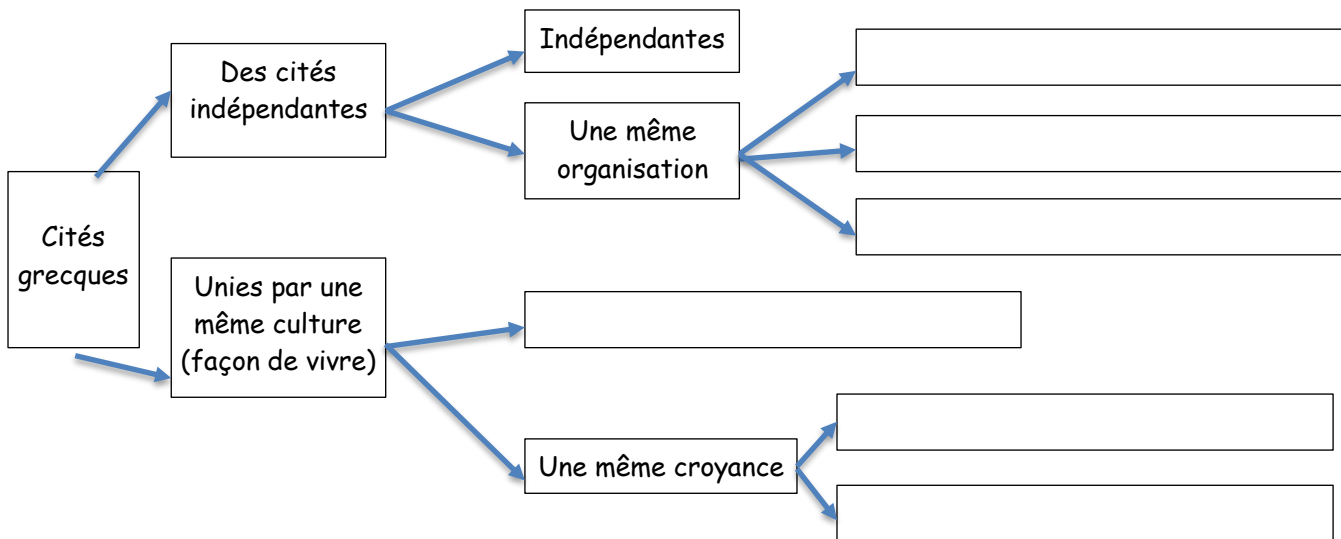 Indépendantes
Des cités
indépendantes
Une même
organisation
Cités
grecques
Unies par une
même culture
(façon de vivre)
Une même croyance